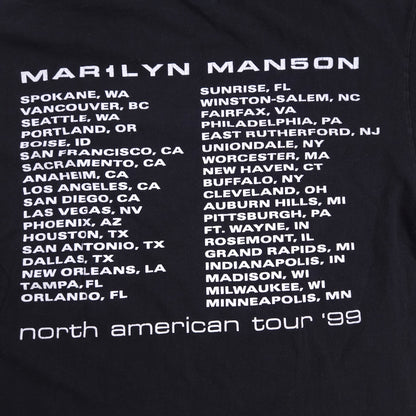 MAR1LYN MAN5ON
SPOKANE, WA
VANCOUVER, BC
SEATTLE, WA
PORTLAND, OR
BOISE, ID
SAN FRANCISCO, CA
SACRAMENTO, CA
ANAHEIM, CA
LOS ANGELES, CA
SAN DIEGO, CA
LAS VEGAS, NV
PHOENIX, AZ
HOUSTON, TX
SAN ANTONIO, TX
DALLAS, TX
NEW ORLEANS, LA
TAMPA, FL
ORLANDO, FL
SUNRISE, FL
WINSTON-SALEM, NC
FAIRFAX, VA
PHILADELPHIA, PA
EAST RUTHERFORD, NJ
UNIONDALE, NY
WORCESTER, MA
NEW HAVEN, CT
BUFFALO, NY
CLEVELAND, OH
AUBURN HILLS, MI
PITTSBURGH, PA
FT. WAYNE, IN
ROSEMONT, IL
GRAND RAPIDS, MI
INDIANAPOLIS, IN
MADISON, WI
MILWAUKEE, WI
MINNEAPOLIS, MN
north american tour '99